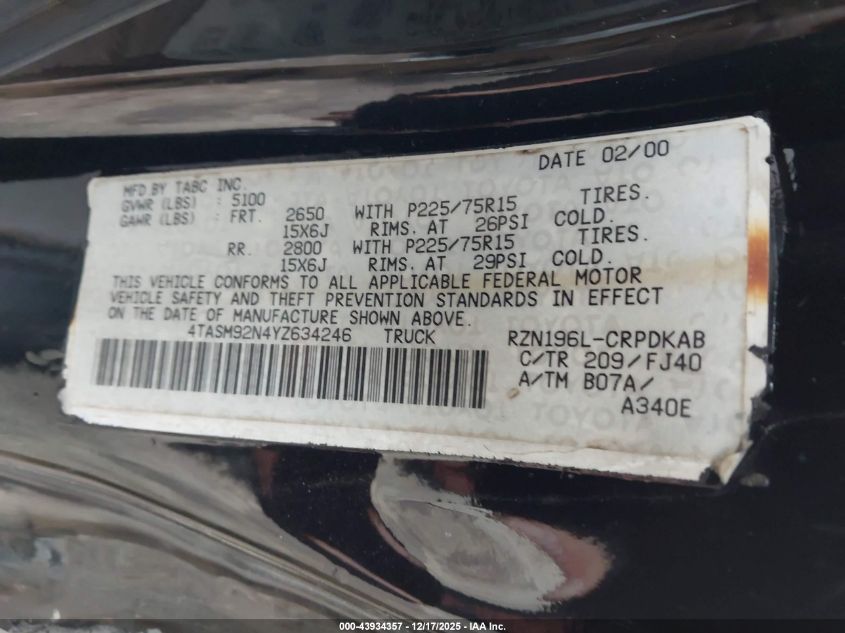 DATE 02/00
MFD BY TABC INC.
GVWR (LBS) : 5100
GAWR (LBS) : FRT. 2650 WITH P225/75R15 TIRES.
15X6J RIMS. AT 26PSI COLD.
RR. 2800 WITH P225/75R15 TIRES.
15X6J RIMS. AT 29PSI COLD.
THIS VEHICLE CONFORMS TO ALL APPLICABLE FEDERAL MOTOR
VEHICLE SAFETY AND THEFT PREVENTION STANDARDS IN EFFECT
ON THE DATE OF MANUFACTURE SHOWN ABOVE.
4TASM92N4YZ634246 TRUCK RZN196L-CRPDKAB
C/TR 209/FJ40
A/TM B07A/
A340E
000-43934357 - 12/17/2025 - IAA Inc.